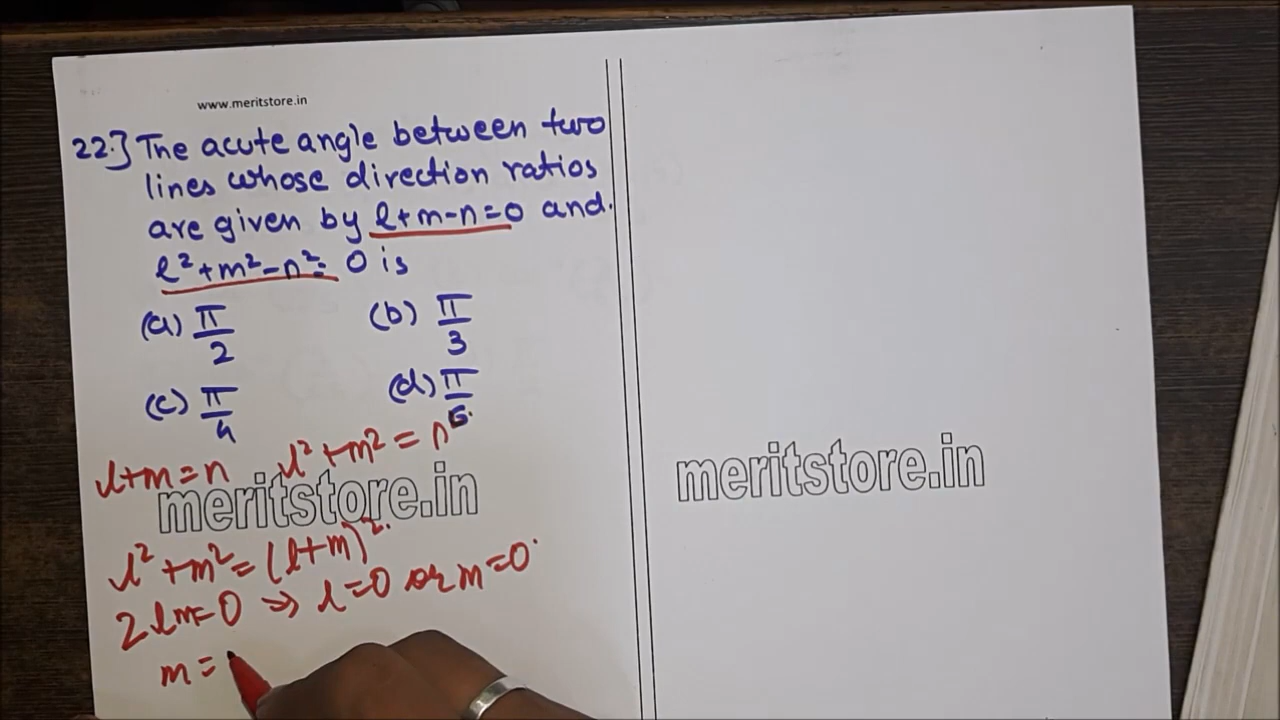 www.meritstore.in
22.] The acute angle between two
lines whose direction ratios
are given by l+m-n=0 and.
l²+m²-n²= 0 is
(a) π/2 (b) π/3
(c) π/4 (d) π/6.
l+m=n l²+m²=n²
meritstore.in meritstore.in
l²+m²=(l+m)².
2lm=0 ⇒ l=0 or m=0.
m=